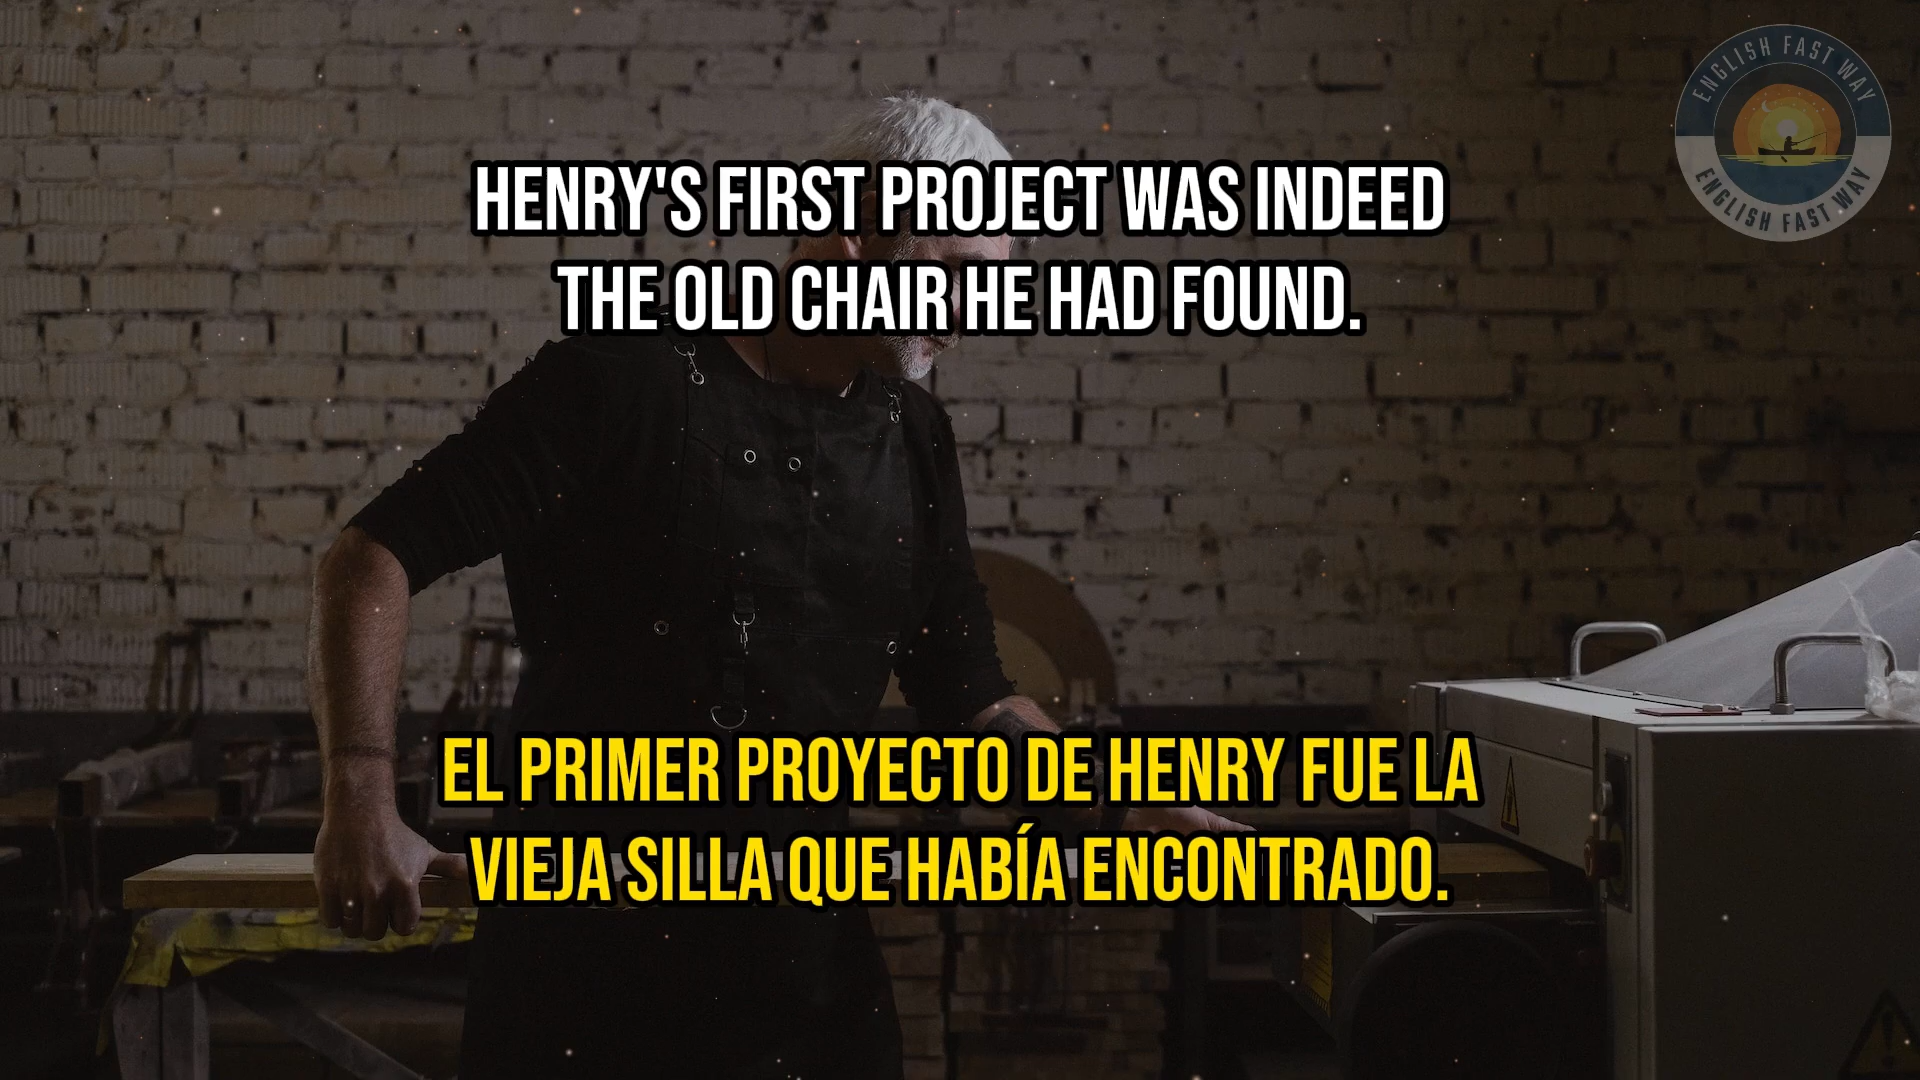 ENGLISH FAST WAY
ENGLISH FAST WAY
HENRY'S FIRST PROJECT WAS INDEED
THE OLD CHAIR HE HAD FOUND.
EL PRIMER PROYECTO DE HENRY FUE LA
VIEJA SILLA QUE HABÍA ENCONTRADO.